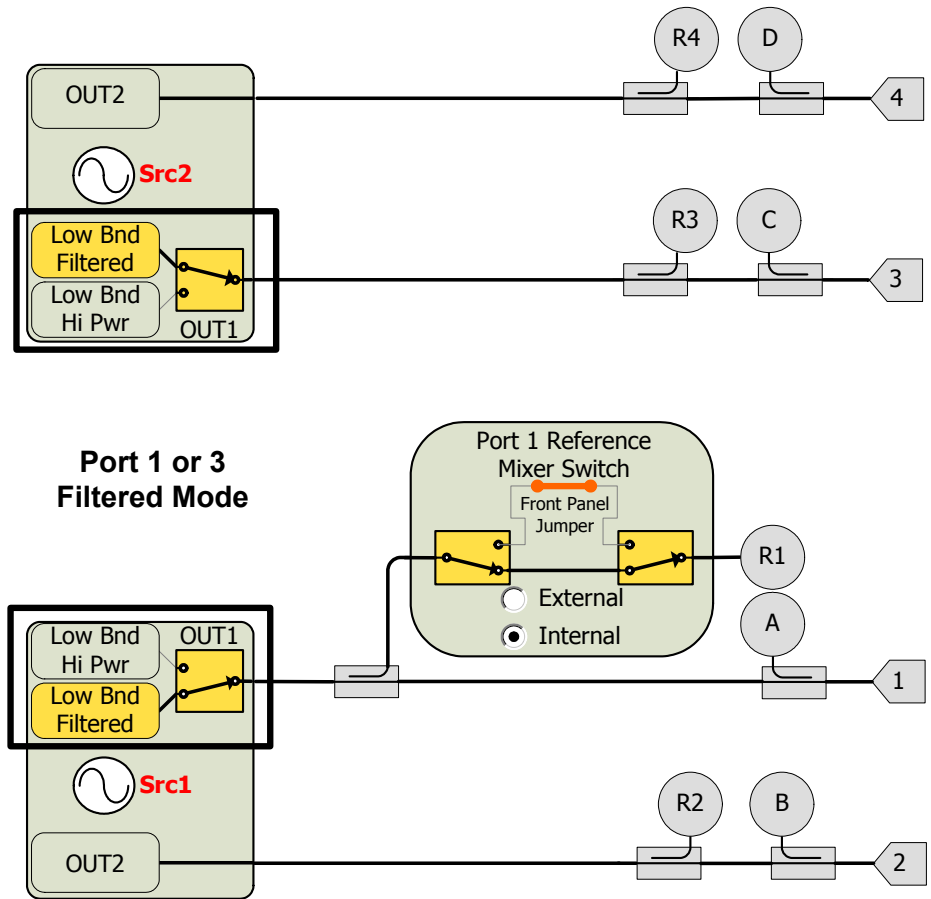 R4
D
OUT2
4
Src2
R3
C
Low Bnd
Filtered
Low Bnd
Hi Pwr
OUT1
3
Port 1 or 3
Filtered Mode
Port 1 Reference
Mixer Switch
Front Panel
Jumper
External
Internal
R1
A
Low Bnd
Hi Pwr
OUT1
Low Bnd
Filtered
1
Src1
R2
B
OUT2
2